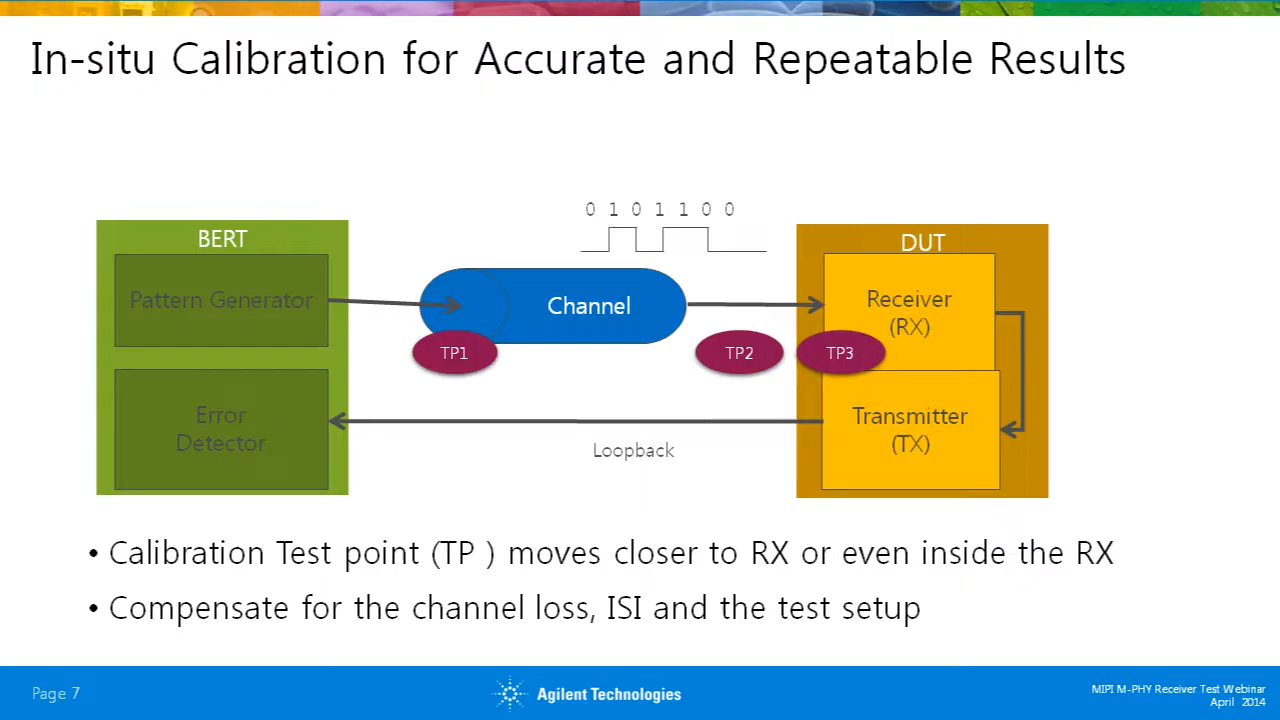 In-situ Calibration for Accurate and Repeatable Results
0 1 0 1 1 0 0
BERT
DUT
Pattern Generator
Channel
Receiver
(RX)
TP1
TP2
TP3
Error
Detector
Transmitter
(TX)
Loopback
• Calibration Test point (TP ) moves closer to RX or even inside the RX
• Compensate for the channel loss, ISI and the test setup
Page 7
Agilent Technologies
MIPI M-PHY Receiver Test Webinar
April 2014